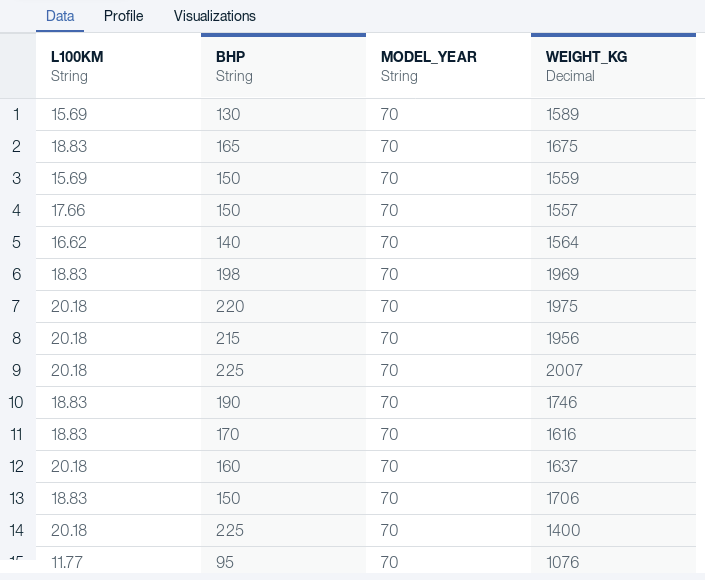 Data Profile Visualizations
L100KM BHP MODEL_YEAR WEIGHT_KG
String String String Decimal
1 15.69 130 70 1589
2 18.83 165 70 1675
3 15.69 150 70 1559
4 17.66 150 70 1557
5 16.62 140 70 1564
6 18.83 198 70 1969
7 20.18 220 70 1975
8 20.18 215 70 1956
9 20.18 225 70 2007
10 18.83 190 70 1746
11 18.83 170 70 1616
12 20.18 160 70 1637
13 18.83 150 70 1706
14 20.18 225 70 1400
15 11.77 95 70 1076